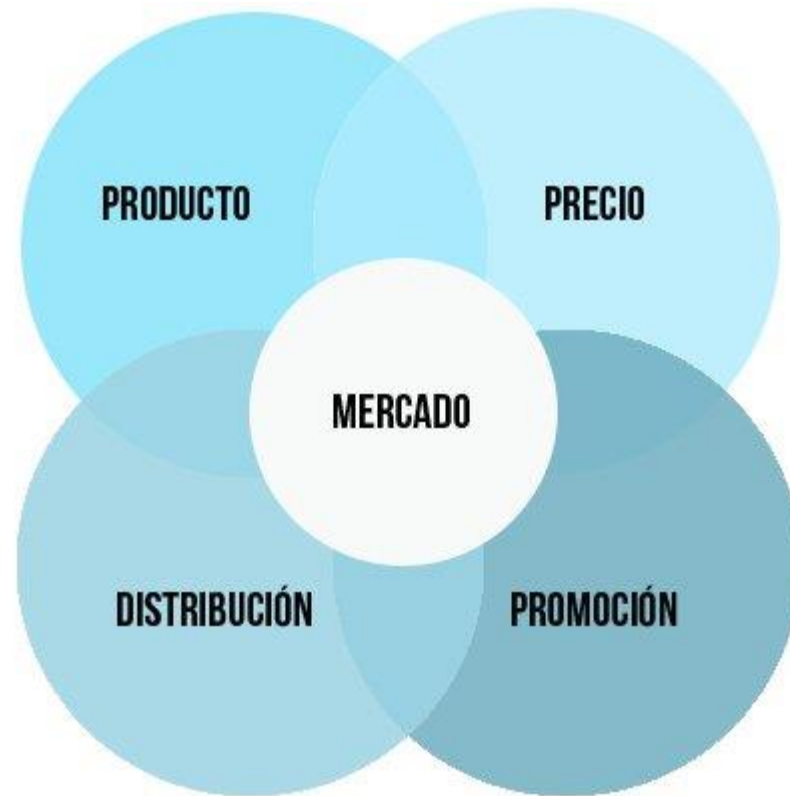 PRODUCTO
PRECIO
MERCADO
DISTRIBUCIÓN
PROMOCIÓN